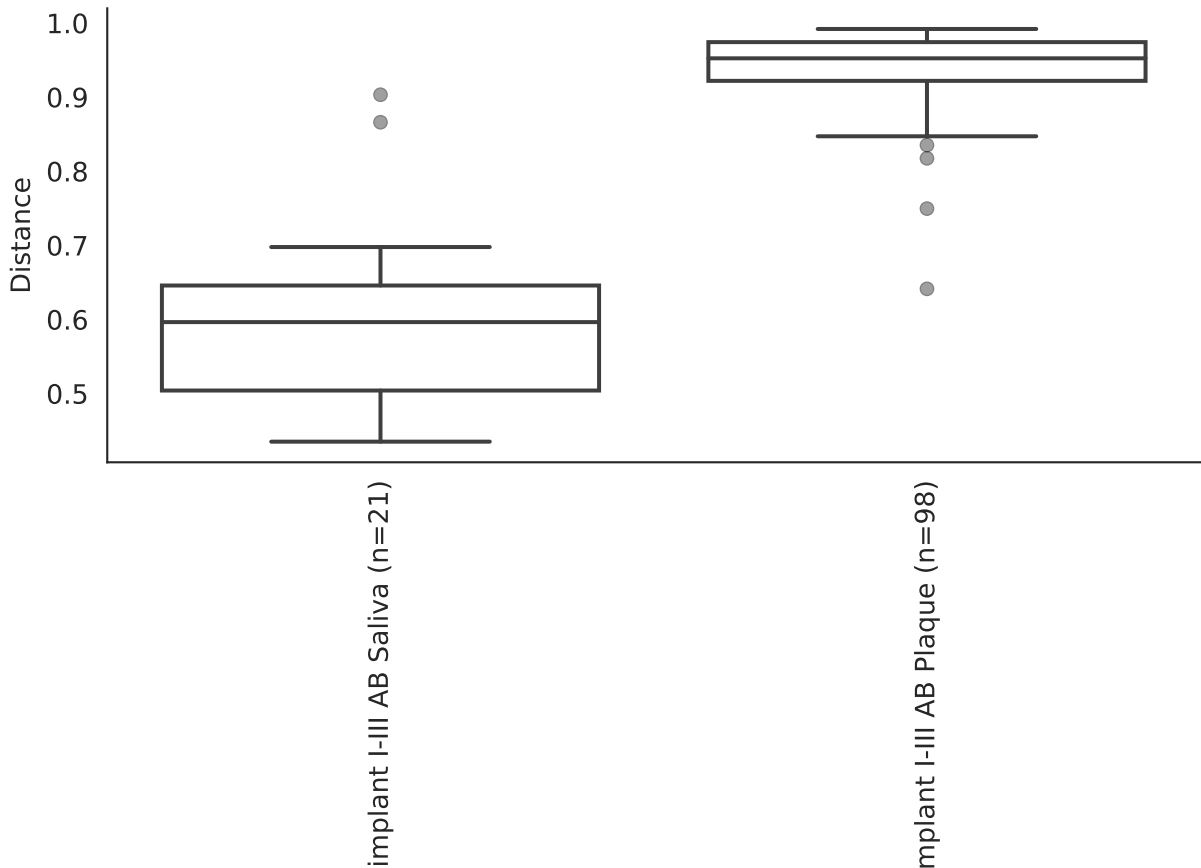 1.0
0.9
0.8
0.7
0.6
0.5
Distance
implant I-III AB Saliva (n=21)
mplant I-III AB Plaque (n=98)